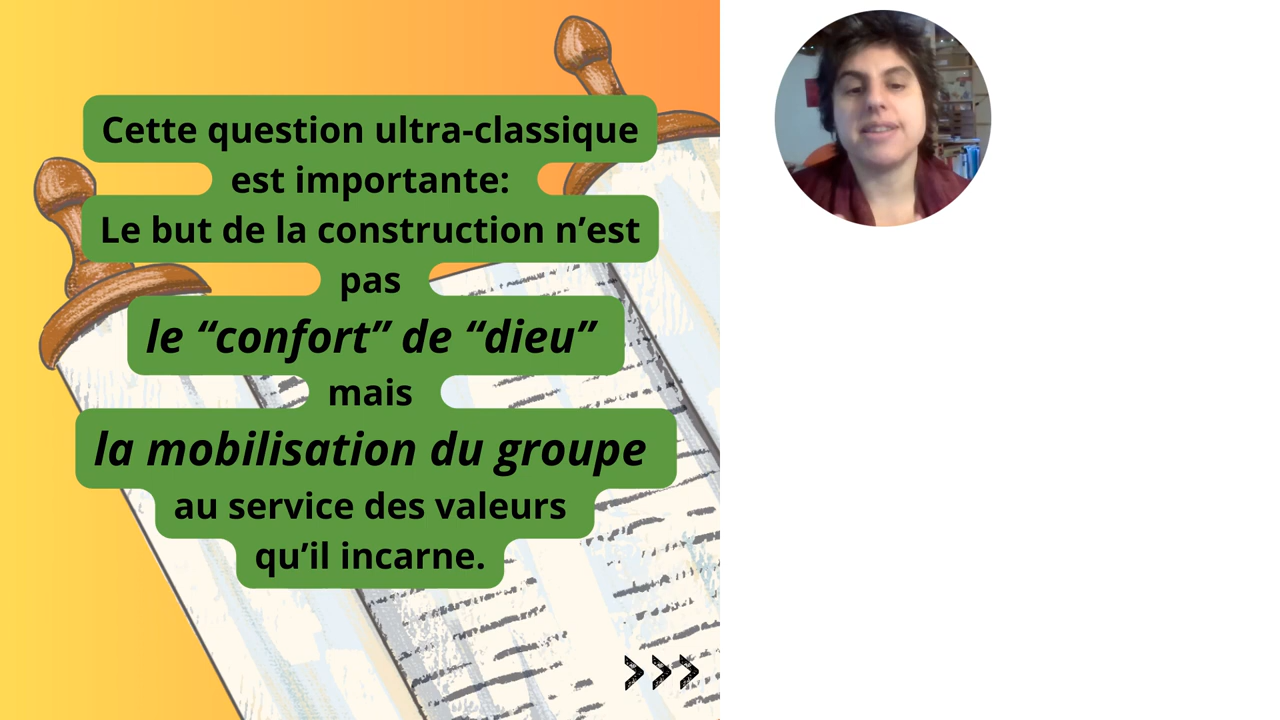 Cette question ultra-classique
est importante:
Le but de la construction n’est
pas
le “confort” de “dieu”
mais
la mobilisation du groupe
au service des valeurs
qu’il incarne.